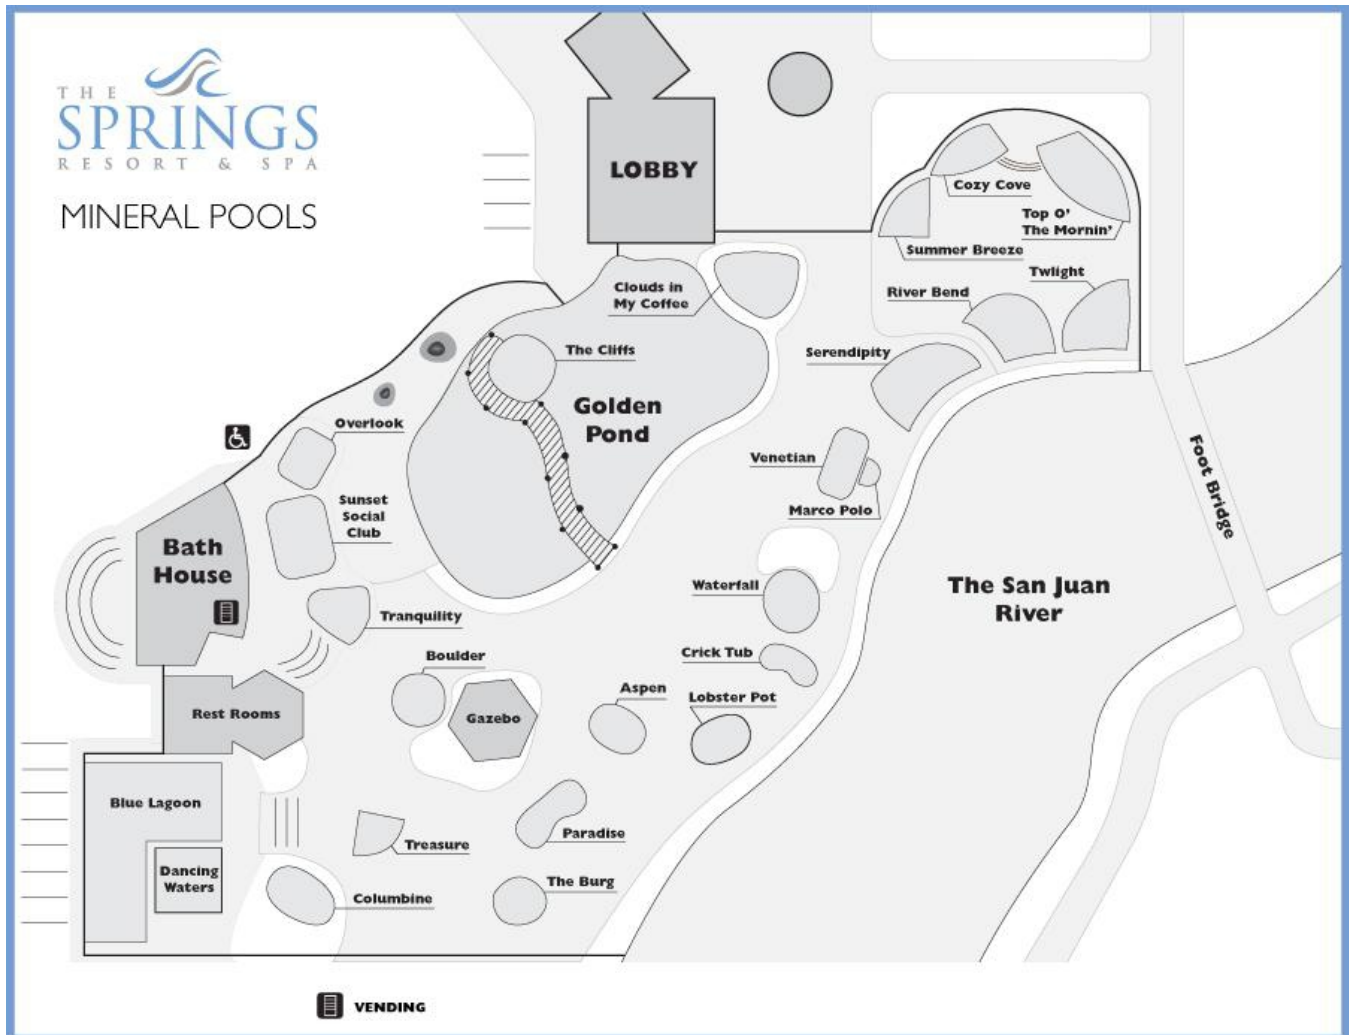 THE
SPRINGS
RESORT & SPA
MINERAL POOLS
LOBBY
Cozy Cove
Top O'
The Mornin'
Summer Breeze
Twlight
River Bend
Clouds in
My Coffee
Serendipity
The Cliffs
Golden
Pond
Overlook
Venetian
Marco Polo
Foot Bridge
Sunset
Social
Club
Bath
House
Waterfall
The San Juan
River
Tranquility
Boulder
Crick Tub
Aspen
Lobster Pot
Rest Rooms
Gazebo
Blue Lagoon
Paradise
Treasure
Dancing
Waters
The Burg
Columbine
VENDING